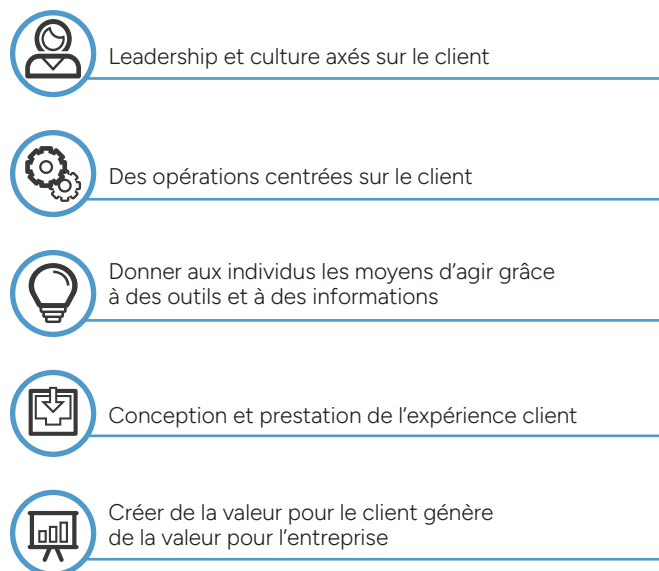 Leadership et culture axés sur le client
Des opérations centrées sur le client
Donner aux individus les moyens d’agir grâce
à des outils et à des informations
Conception et prestation de l’expérience client
Créer de la valeur pour le client génère
de la valeur pour l’entreprise